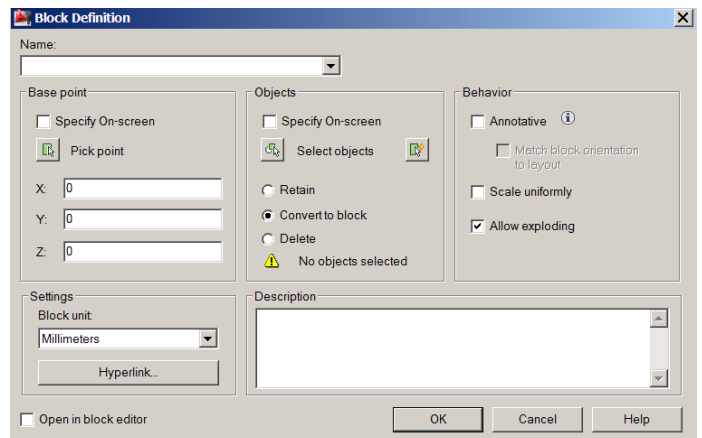 Block Definition
Name:
Base point
Specify On-screen
Pick point
X: 0
Y: 0
Z: 0
Objects
Specify On-screen
Select objects
Retain
Convert to block
Delete
No objects selected
Behavior
Annotative
Match block orientation
to layout
Scale uniformly
Allow exploding
Settings
Block unit:
Millimeters
Hyperlink...
Description
Open in block editor
OK
Cancel
Help